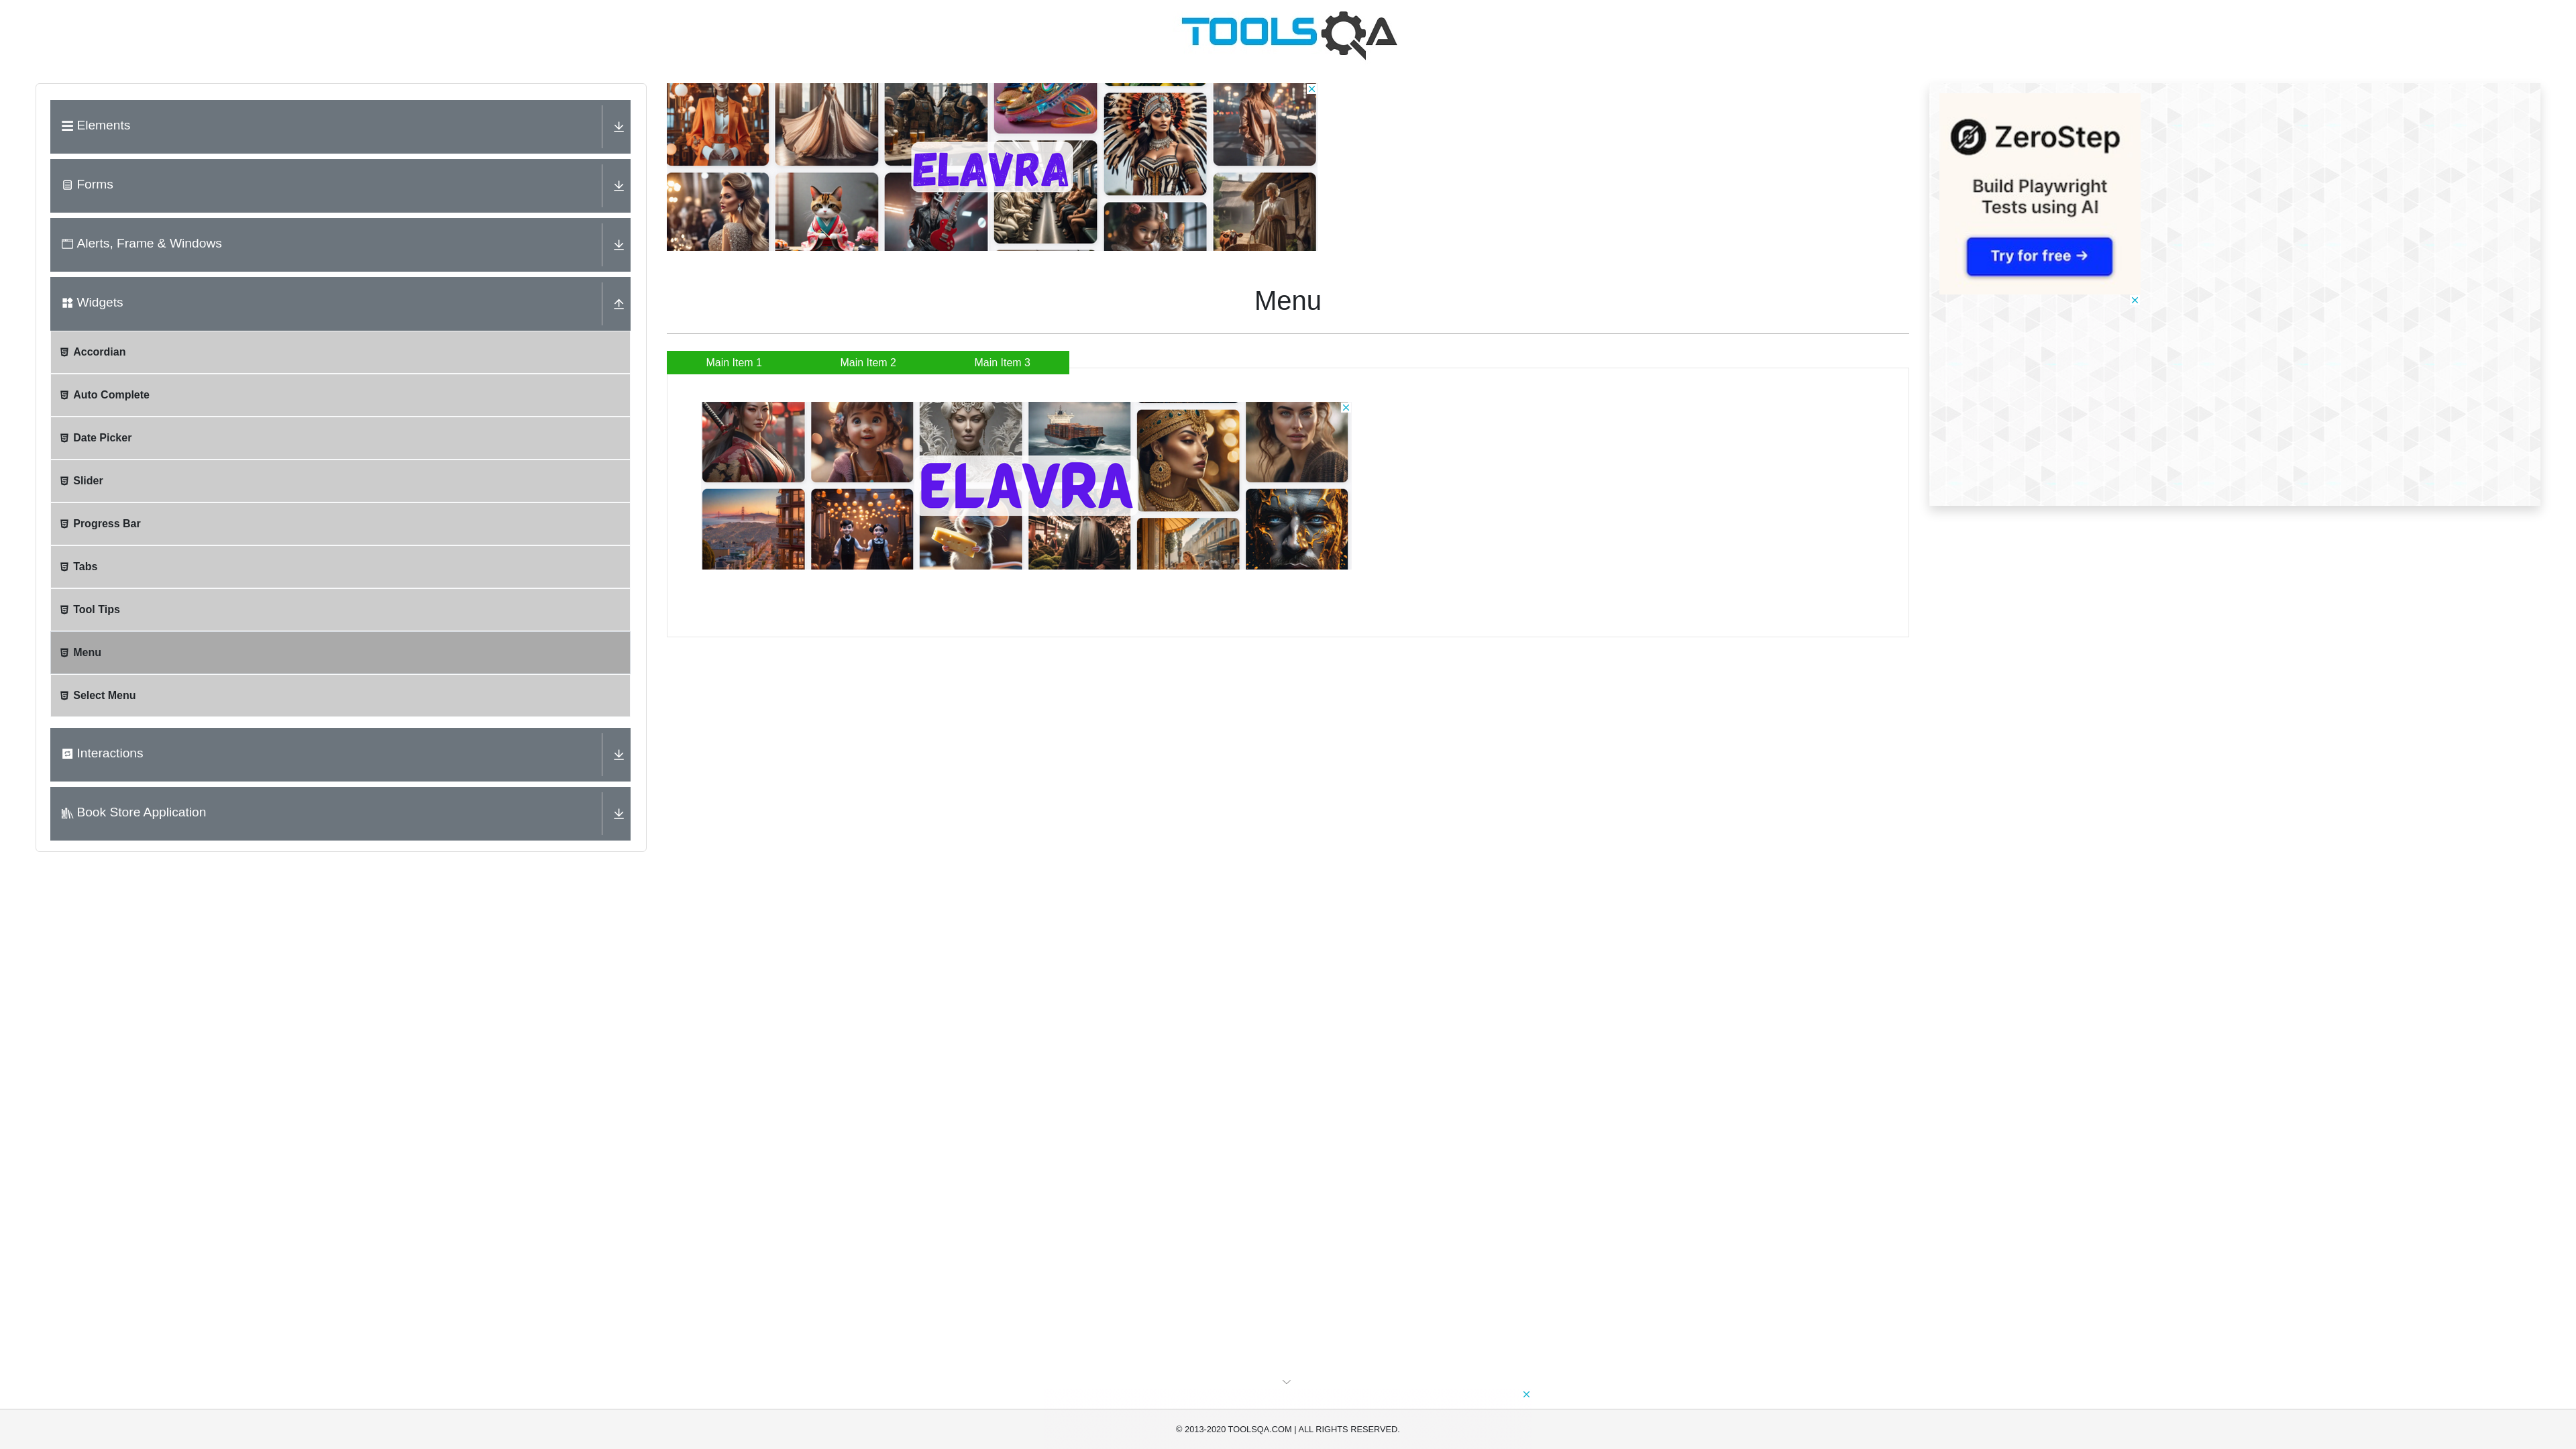 TOOLSQA
Elements
Forms
Alerts, Frame & Windows
Widgets
Accordian
Auto Complete
Date Picker
Slider
Progress Bar
Tabs
Tool Tips
Menu
Select Menu
Interactions
Book Store Application
ELAVRA
Menu
Main Item 1
Main Item 2
Main Item 3
ELAVRA
ZeroStep
Build Playwright
Tests using AI
Try for free →
© 2013-2020 TOOLSQA.COM | ALL RIGHTS RESERVED.